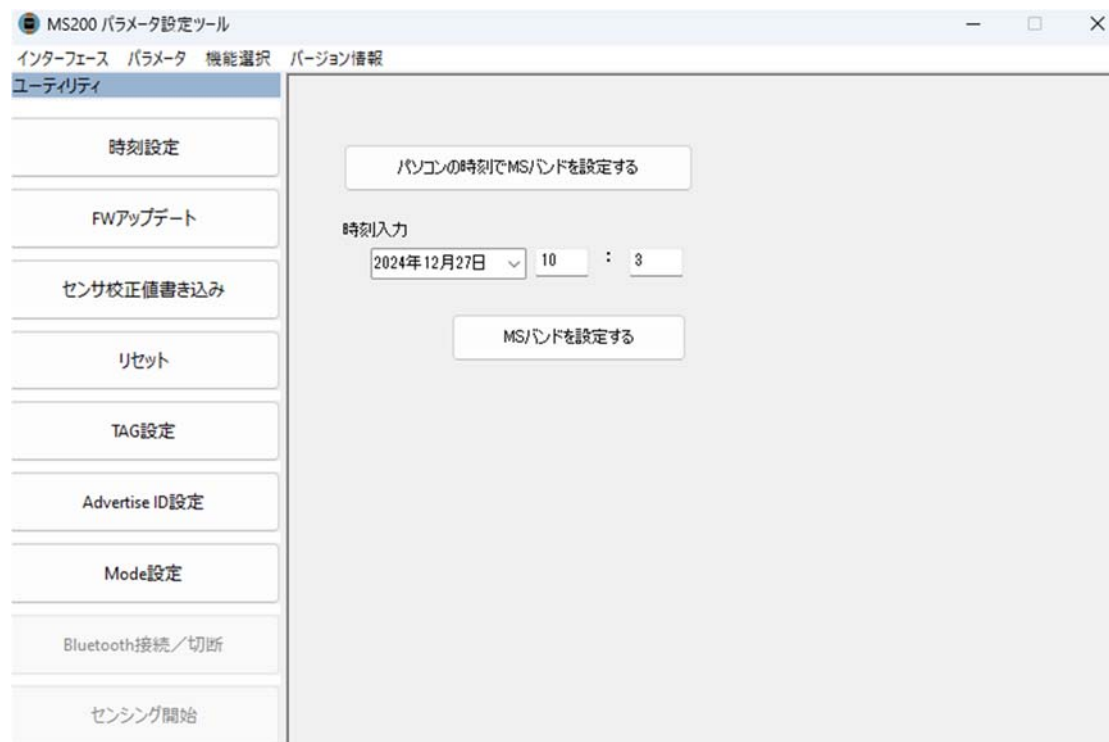 MS200 パラメータ設定ツール
インターフェース パラメータ 機能選択 バージョン情報
ユーティリティ
時刻設定
FWアップデート
センサ校正値書き込み
リセット
TAG設定
Advertise ID設定
Mode設定
Bluetooth接続／切断
センシング開始
パソコンの時刻でMSバンドを設定する
時刻入力
2024年12月27日 10 : 3
MSバンドを設定する